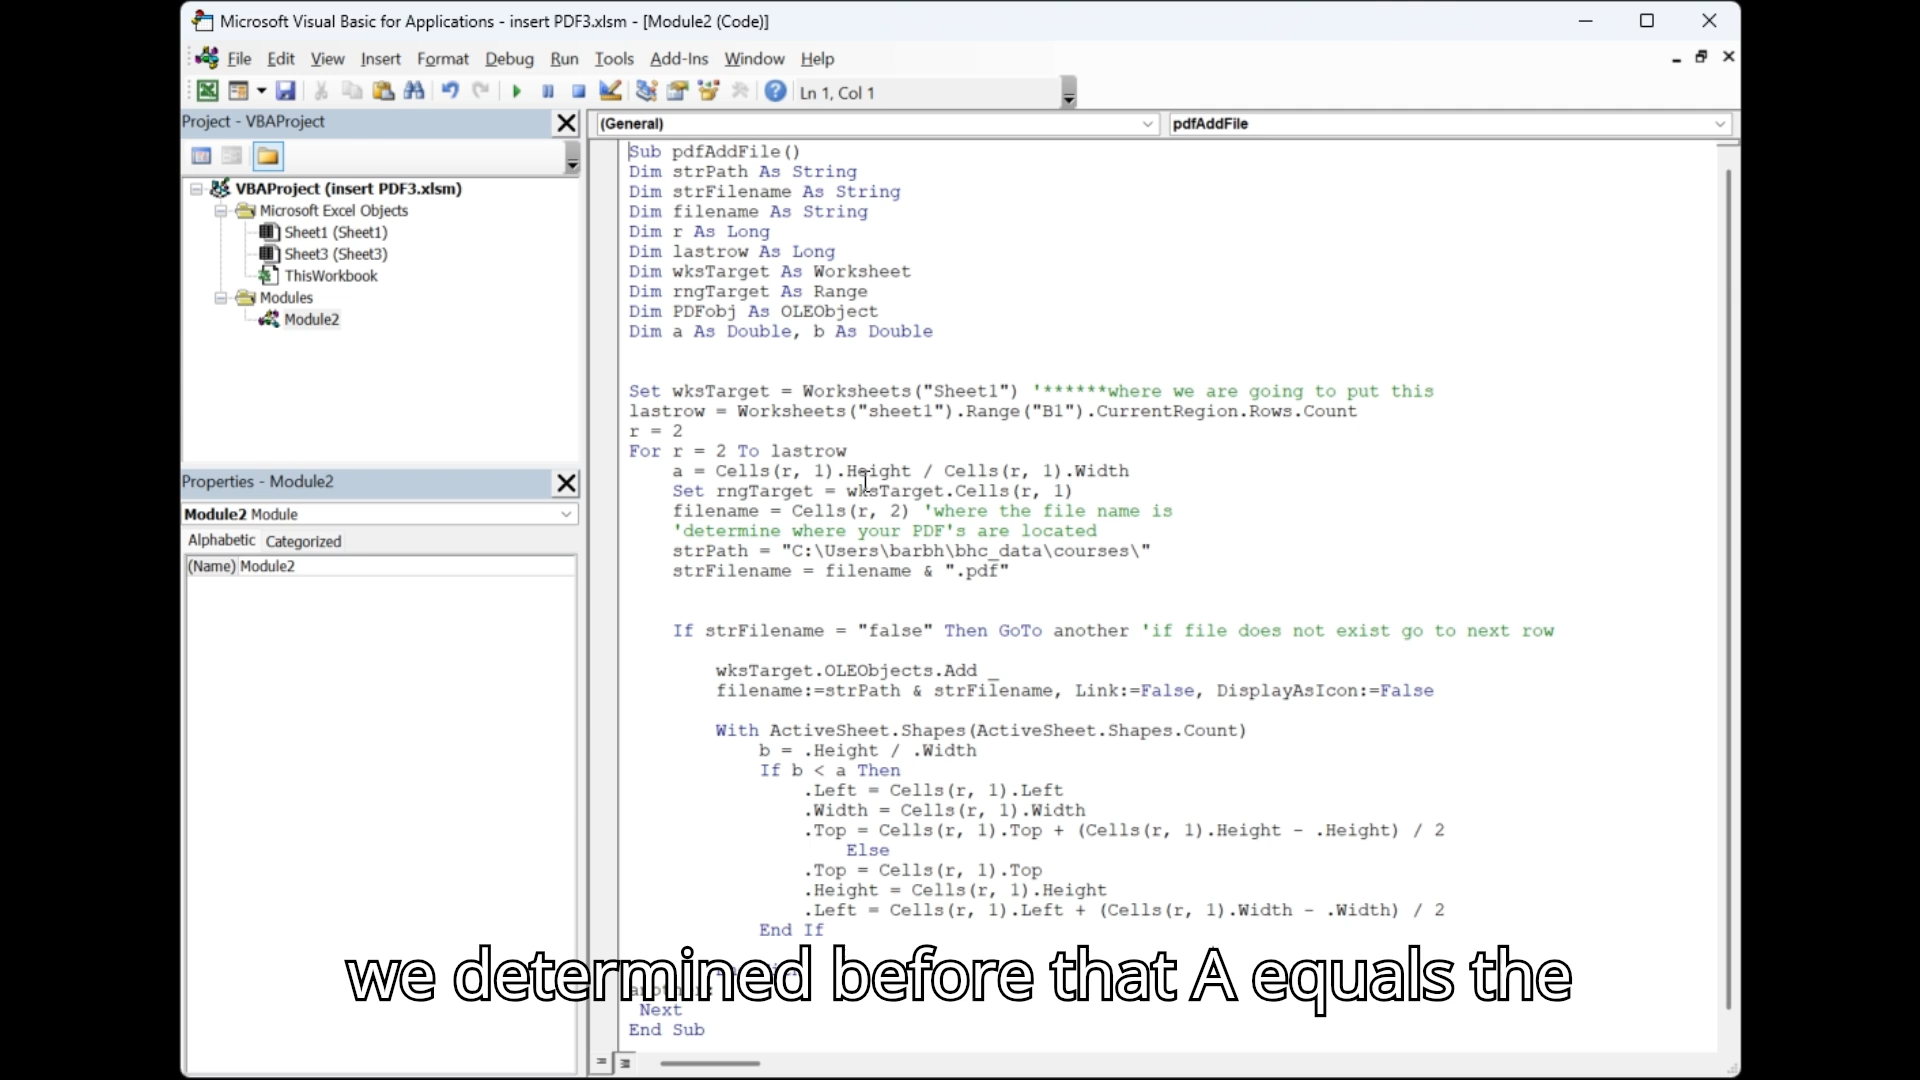 Microsoft Visual Basic for Applications - insert PDF3.xlsm - [Module2 (Code)]
File Edit View Insert Format Debug Run Tools Add-Ins Window Help
Ln 1, Col 1
Project - VBAProject
VBAProject (insert PDF3.xlsm)
Microsoft Excel Objects
Sheet1 (Sheet1)
Sheet3 (Sheet3)
ThisWorkbook
Modules
Module2
Properties - Module2
Module2 Module
Alphabetic Categorized
(Name) Module2
(General) pdfAddFile
Sub pdfAddFile()
Dim strPath As String
Dim strFilename As String
Dim filename As String
Dim r As Long
Dim lastrow As Long
Dim wksTarget As Worksheet
Dim rngTarget As Range
Dim PDFobj As OLEObject
Dim a As Double, b As Double
Set wksTarget = Worksheets("Sheet1") '******where we are going to put this
lastrow = Worksheets("sheet1").Range("B1").CurrentRegion.Rows.Count
r = 2
For r = 2 To lastrow
a = Cells(r, 1).Height / Cells(r, 1).Width
Set rngTarget = wksTarget.Cells(r, 1)
filename = Cells(r, 2) 'where the file name is
'determine where your PDF's are located
strPath = "C:\Users\barbh\bhc_data\courses\"
strFilename = filename & ".pdf"
If strFilename = "false" Then GoTo another 'if file does not exist go to next row
wksTarget.OLEObjects.Add _
filename:=strPath & strFilename, Link:=False, DisplayAsIcon:=False
With ActiveSheet.Shapes(ActiveSheet.Shapes.Count)
b = .Height / .Width
If b < a Then
.Left = Cells(r, 1).Left
.Width = Cells(r, 1).Width
.Top = Cells(r, 1).Top + (Cells(r, 1).Height - .Height) / 2
Else
.Top = Cells(r, 1).Top
.Height = Cells(r, 1).Height
.Left = Cells(r, 1).Left + (Cells(r, 1).Width - .Width) / 2
End If
we determined before that A equals the
Next
End Sub